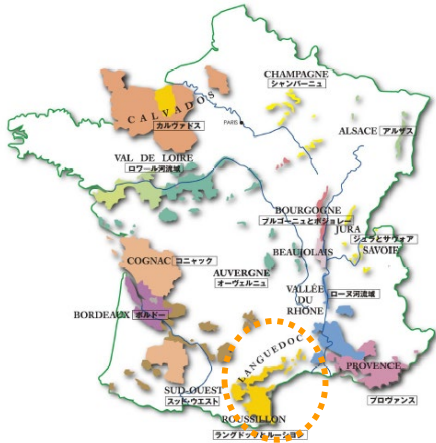 CHAMPAGNE
シャンパーニュ
CALVADOS
カルヴァドス
PARIS
ALSACE アルザス
VAL DE LOIRE
ロワール河流域
BOURGOGNE
ブルゴーニュとボジョレー
JURA
ジュラとサヴォア
SAVOIE
BEAUJOLAIS
COGNAC コニャック
AUVERGNE
オーヴェルニュ
VALLÉE
DU
RHÔNE
ローヌ河流域
BORDEAUX ボルドー
LANGUEDOC
PROVENCE
プロヴァンス
SUD-OUEST
スッド・ウエスト
ROUSSILLON
ラングドックとルーション